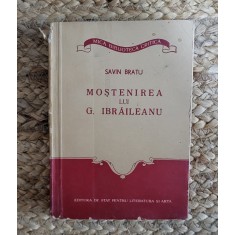 MICA BIBLIOTECĂ CRITICĂ
SAVIN BRATU
MOȘTENIREA
LUI
G. IBRĂILEANU
EDITURA DE STAT PENTRU LITERATURĂ ȘI ARTĂ